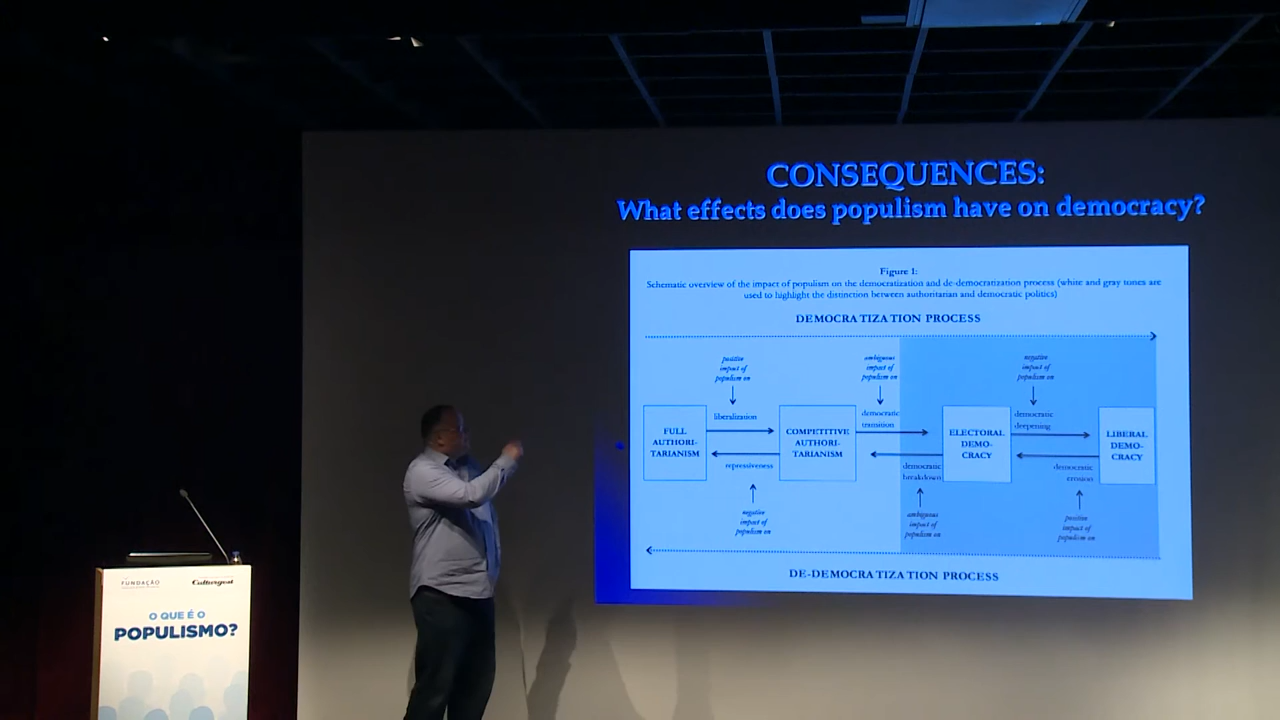 CONSEQUENCES:
What effects does populism have on democracy?
Figure 1:
Schematic overview of the impact of populism on the democratization and de-democratization process (white and gray tones are
used to highlight the distinction between authoritarian and democratic politics)
DEMOCRATIZATION PROCESS
positive
impact of
populism on
ambiguous
impact of
populism on
negative
impact of
populism on
liberalization
democratic
transition
democratic
deepening
FULL
AUTHORI-
TARIANISM
COMPETITIVE
AUTHORI-
TARIANISM
ELECTORAL
DEMO-
CRACY
LIBERAL
DEMO-
CRACY
repressiveness
democratic
breakdown
democratic
erosion
negative
impact of
populism on
ambiguous
impact of
populism on
positive
impact of
populism on
DE-DEMOCRATIZATION PROCESS
FUNDAÇÃO
Culturgest
O QUE É O
POPULISMO?